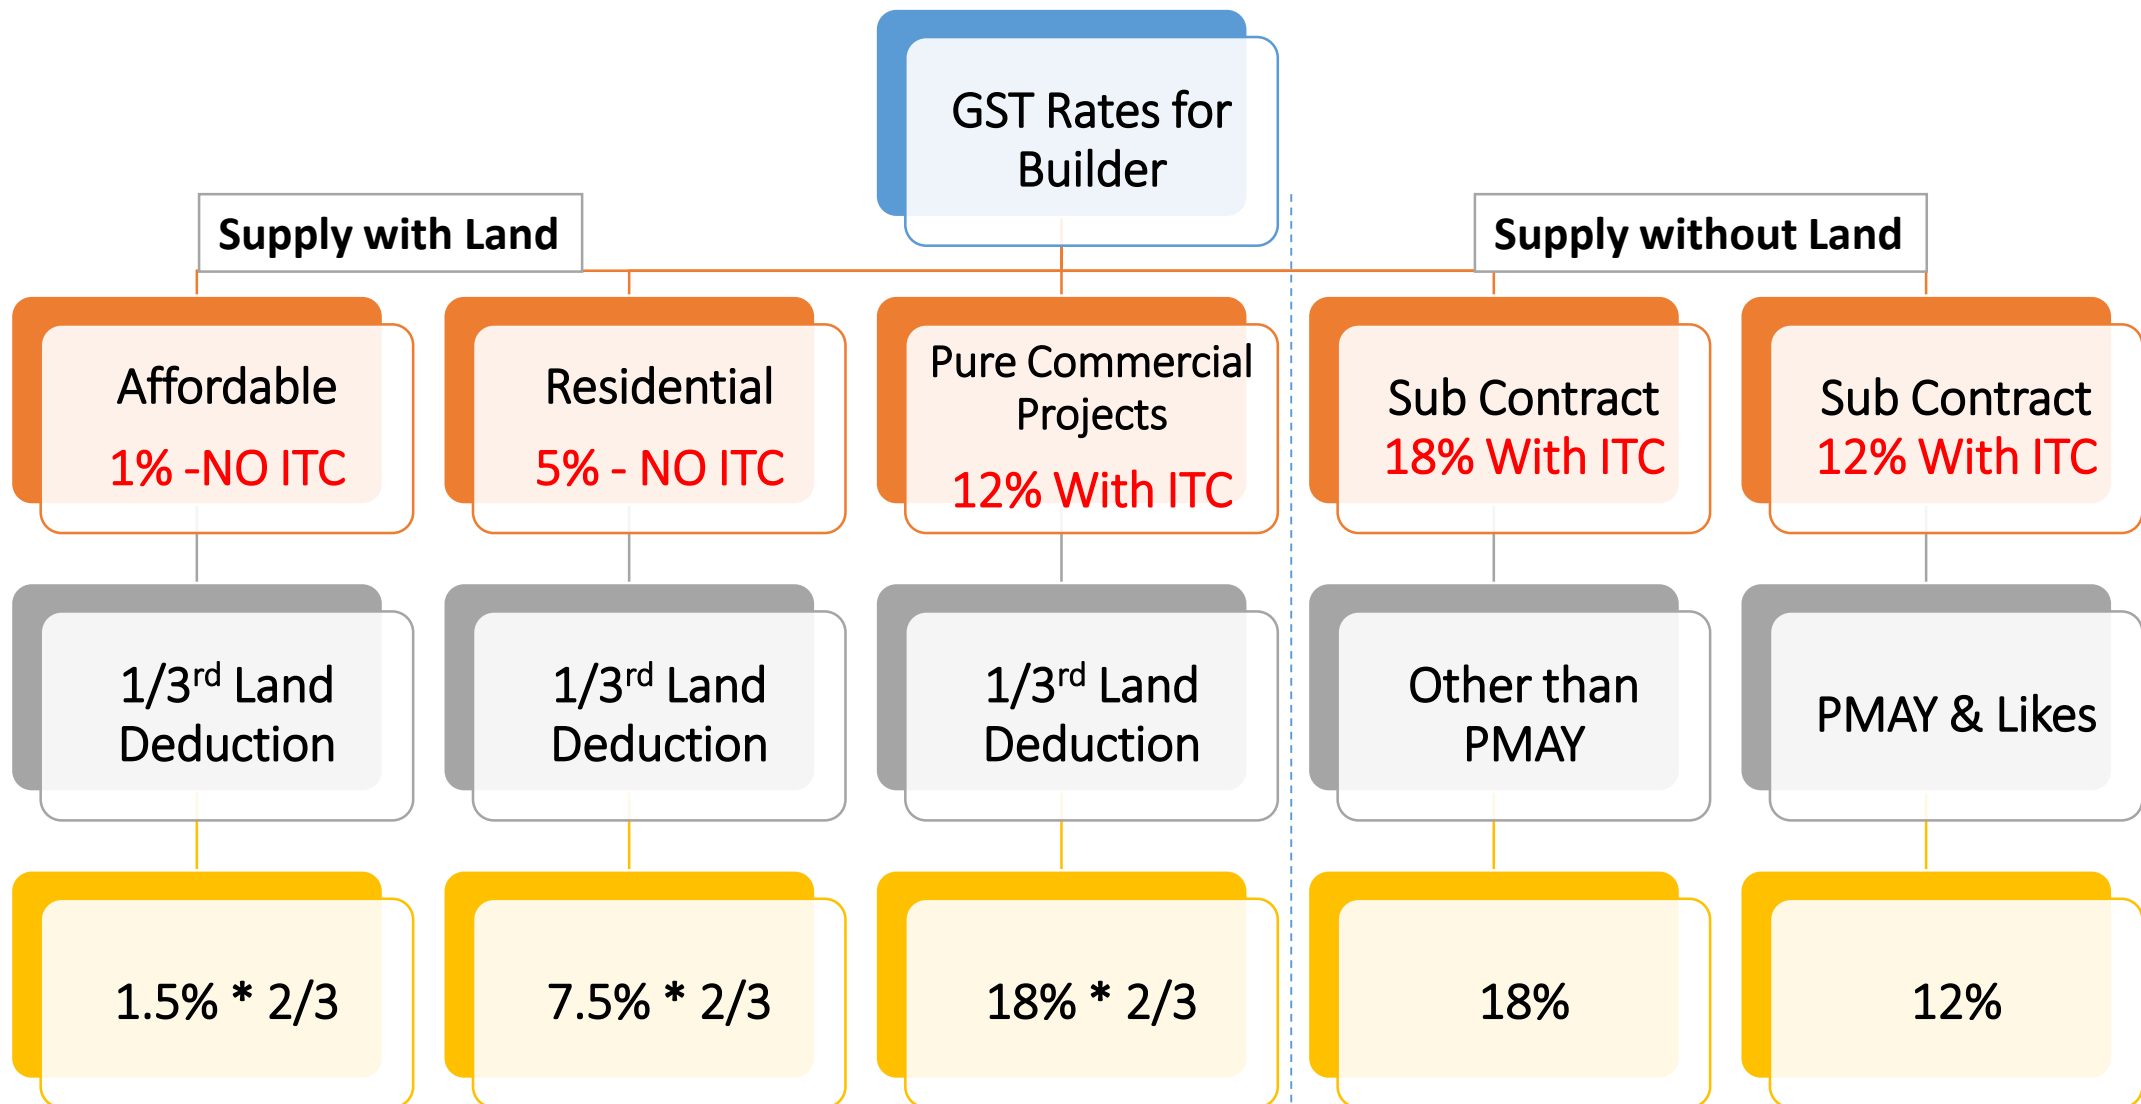 GST Rates for
Builder
Supply with Land
Supply without Land
Affordable
1% -NO ITC
Residential
5% - NO ITC
Pure Commercial
Projects
12% With ITC
Sub Contract
18% With ITC
Sub Contract
12% With ITC
1/3rd Land
Deduction
1/3rd Land
Deduction
1/3rd Land
Deduction
Other than
PMAY
PMAY & Likes
1.5% * 2/3
7.5% * 2/3
18% * 2/3
18%
12%